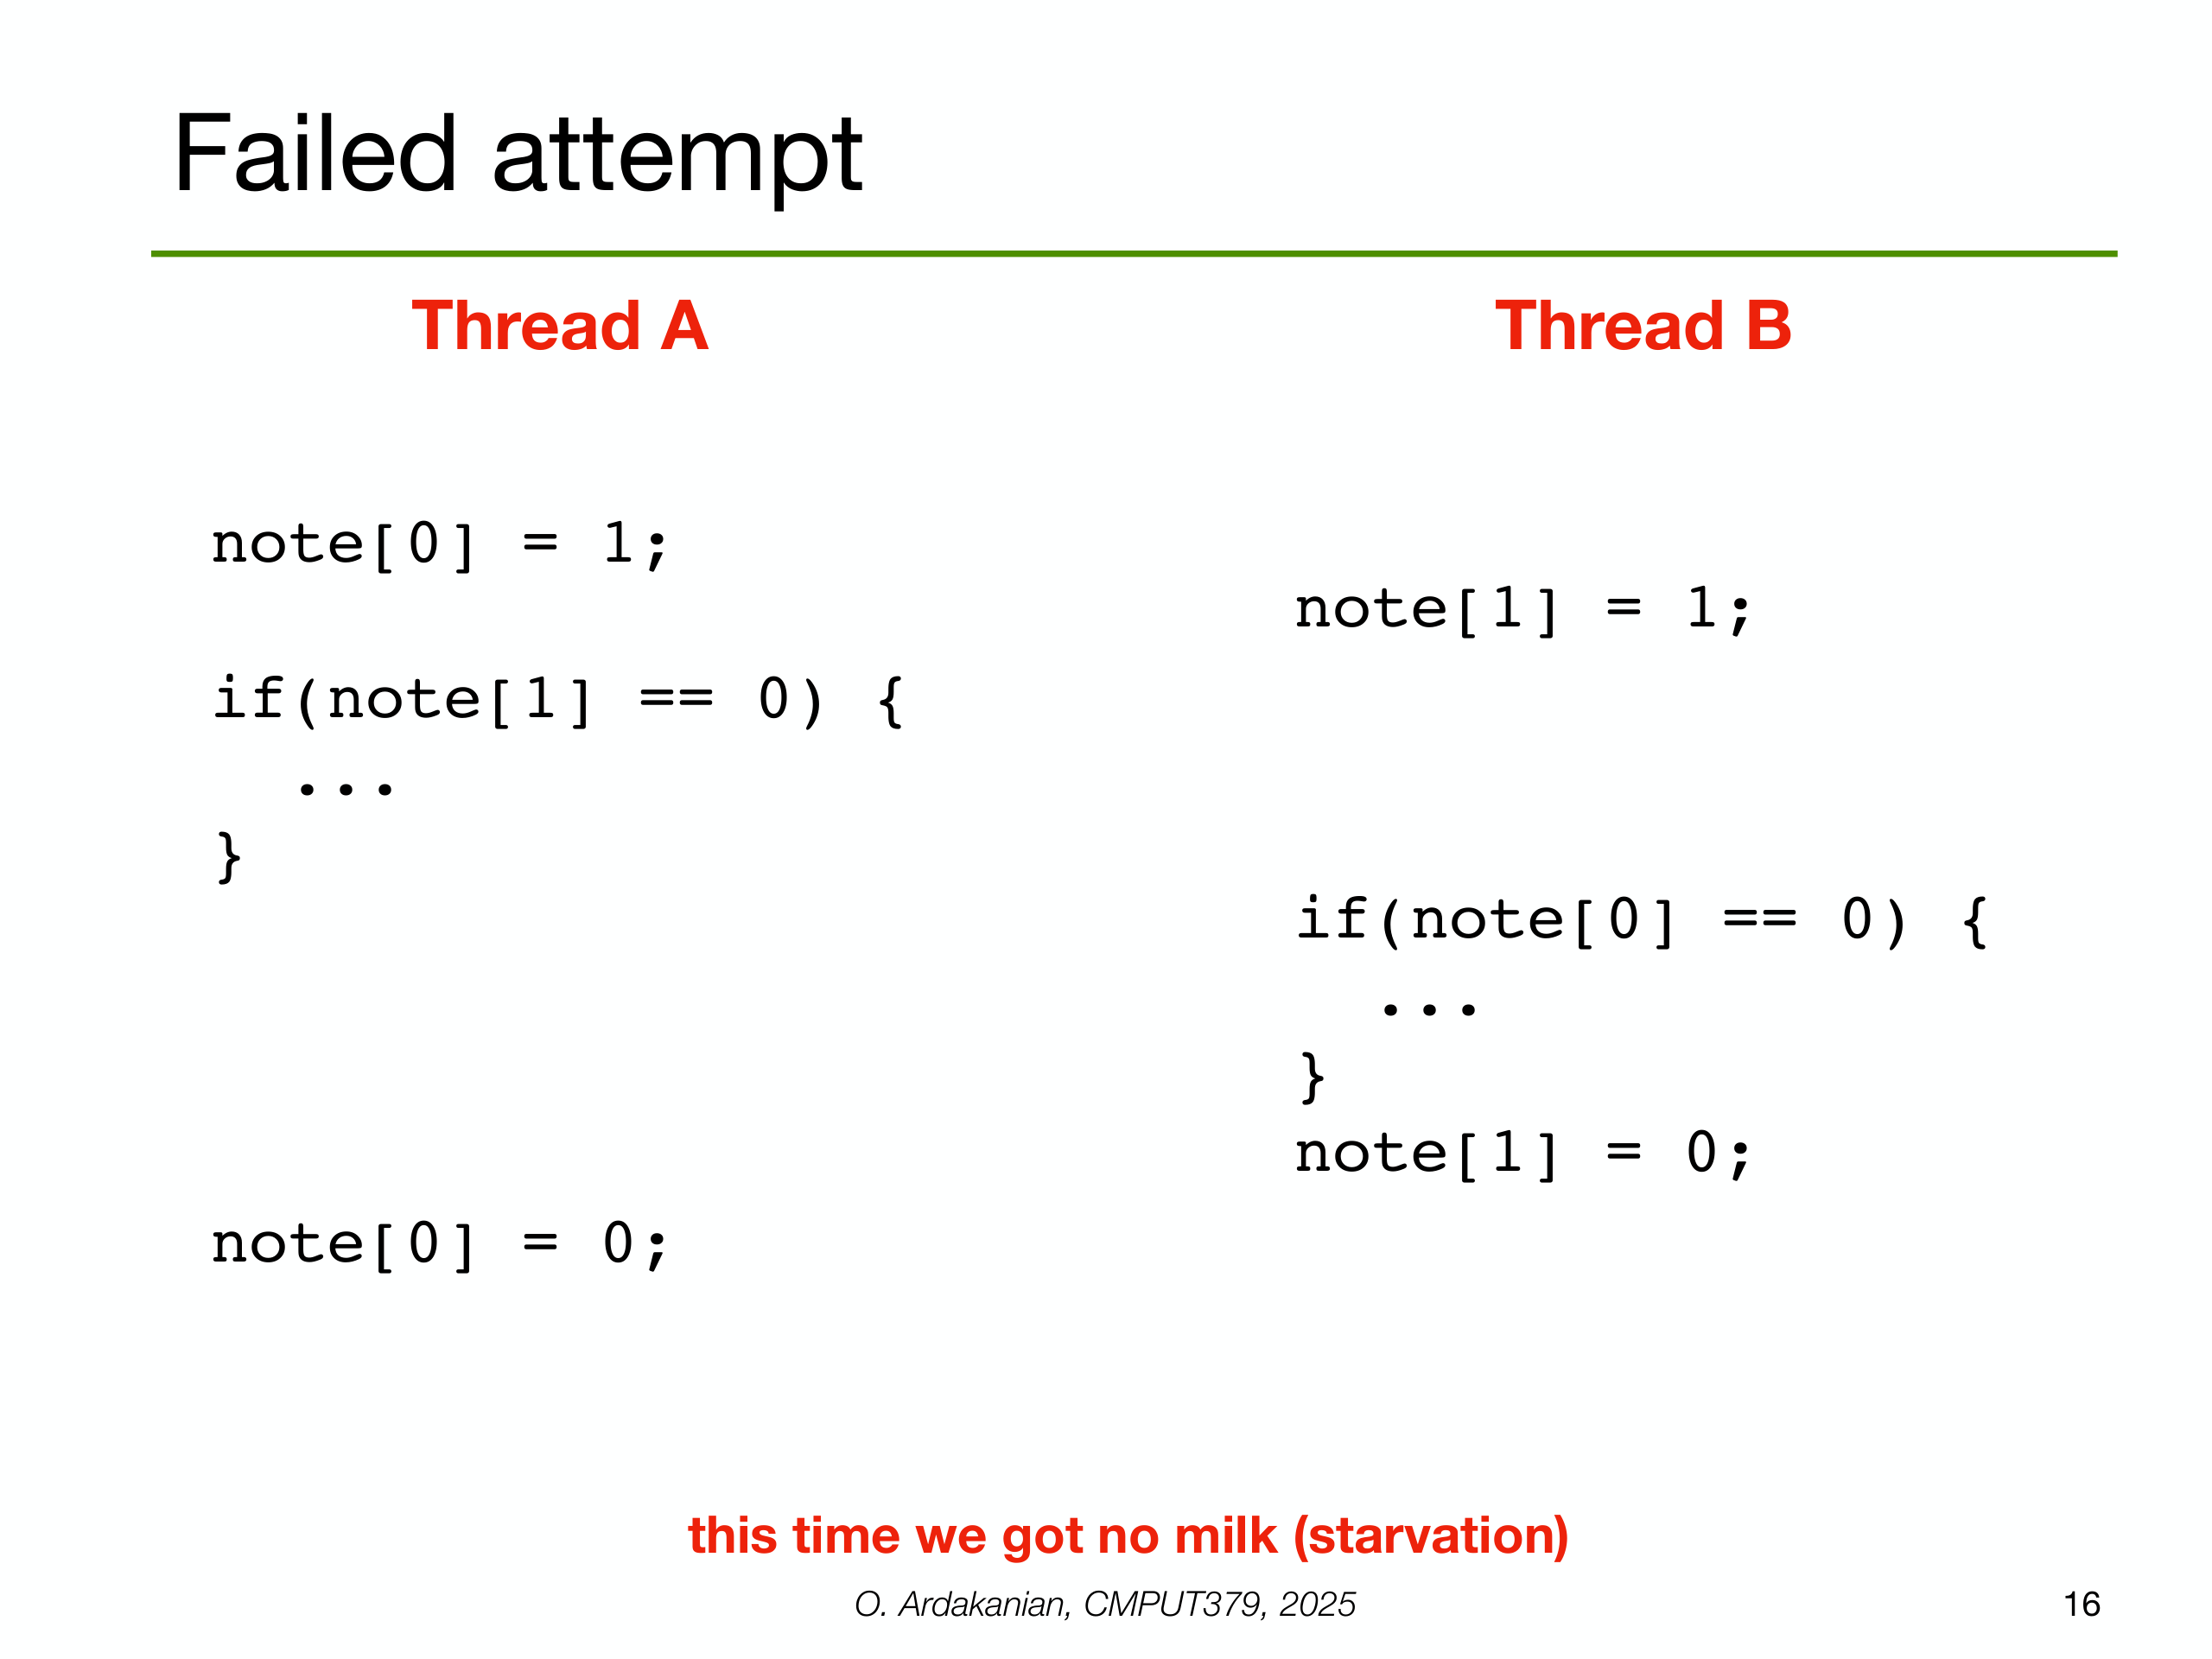 Failed attempt
Thread A
note[0] = 1;
if(note[1] == 0) {
...
}
note[0] = 0;
Thread B
note[1] = 1;
if(note[0] == 0) {
...
}
note[1] = 0;
this time we got no milk (starvation)
O. Ardakanian, CMPUT379, 2025
16